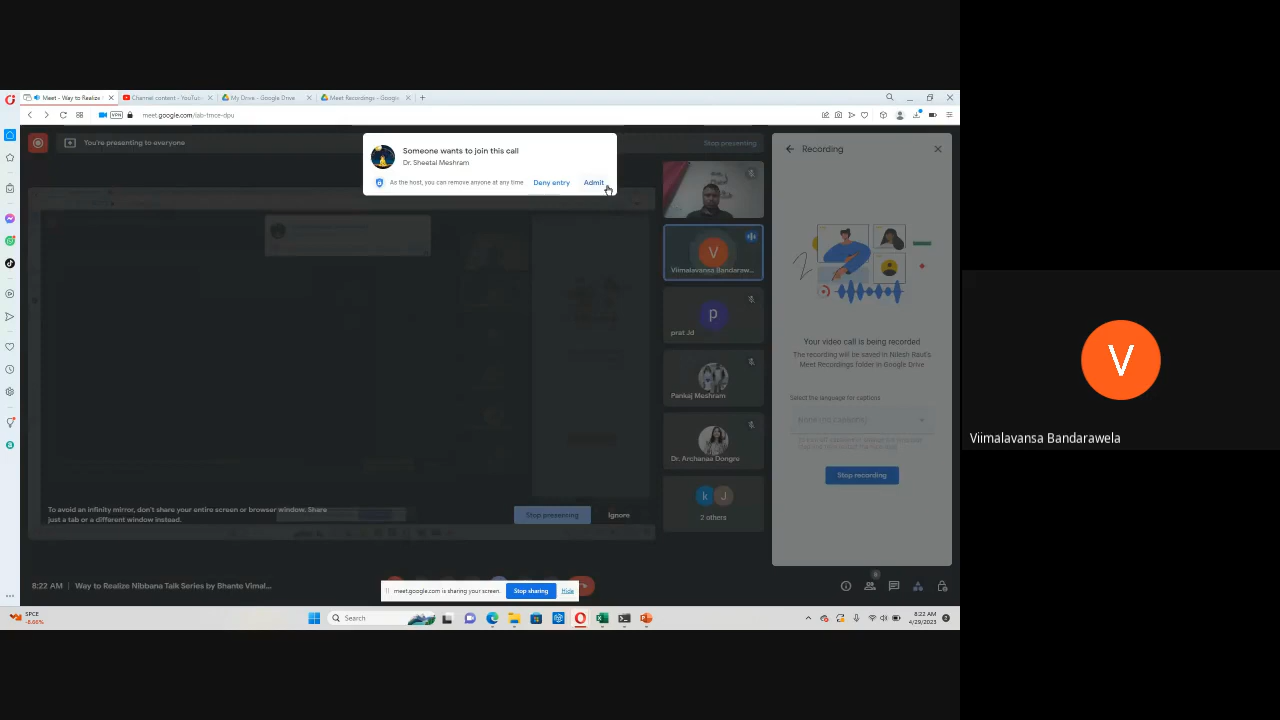 Meet - Way to Realize
Channel content - YouTub
My Drive - Google Drive
Meet Recordings - Google
VPN
meet.google.com/iab-tmce-dpu
You're presenting to everyone
Stop presenting
Someone wants to join this call
Dr. Sheetal Meshram
As the host, you can remove anyone at any time
Deny entry
Admit
Recording
V
Viimalavansa Bandaraw...
p
prat Jd
Pankaj Meshram
Dr. Archanaa Dongre
k J
2 others
Your video call is being recorded
The recording will be saved in Nilesh Raut's
Meet Recordings folder in Google Drive
Select the language for captions
Stop recording
To avoid an infinity mirror, don't share your entire screen or browser window. Share
just a tab or a different window instead.
Stop presenting
Ignore
8:22 AM | Way to Realize Nibbana Talk Series by Bhante Vimal...
meet.google.com is sharing your screen.
Stop sharing
Hide
SPCE
-8.66%
Search
8:22 AM
4/29/2023
V
Viimalavansa Bandarawela